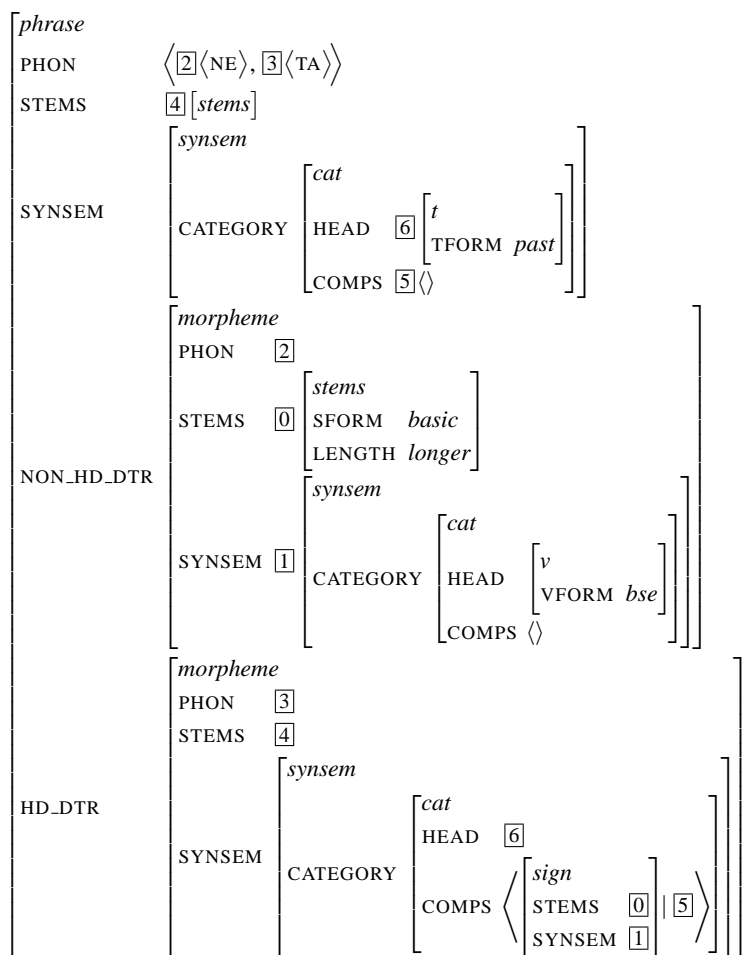 phrase
PHON ⟨[2]⟨NE⟩, [3]⟨TA⟩⟩
STEMS [4][stems]
synsem
cat
SYNSEM CATEGORY HEAD [6] t
TFORM past
COMPS [5]⟨⟩
morpheme
PHON [2]
stems
STEMS [0] SFORM basic
LENGTH longer
NON_HD_DTR
synsem
cat
SYNSEM [1] CATEGORY HEAD v
VFORM bse
COMPS ⟨⟩
morpheme
PHON [3]
STEMS [4]
synsem
cat
HD_DTR
HEAD [6]
SYNSEM CATEGORY
sign
COMPS ⟨ STEMS [0] | [5] ⟩
SYNSEM [1]